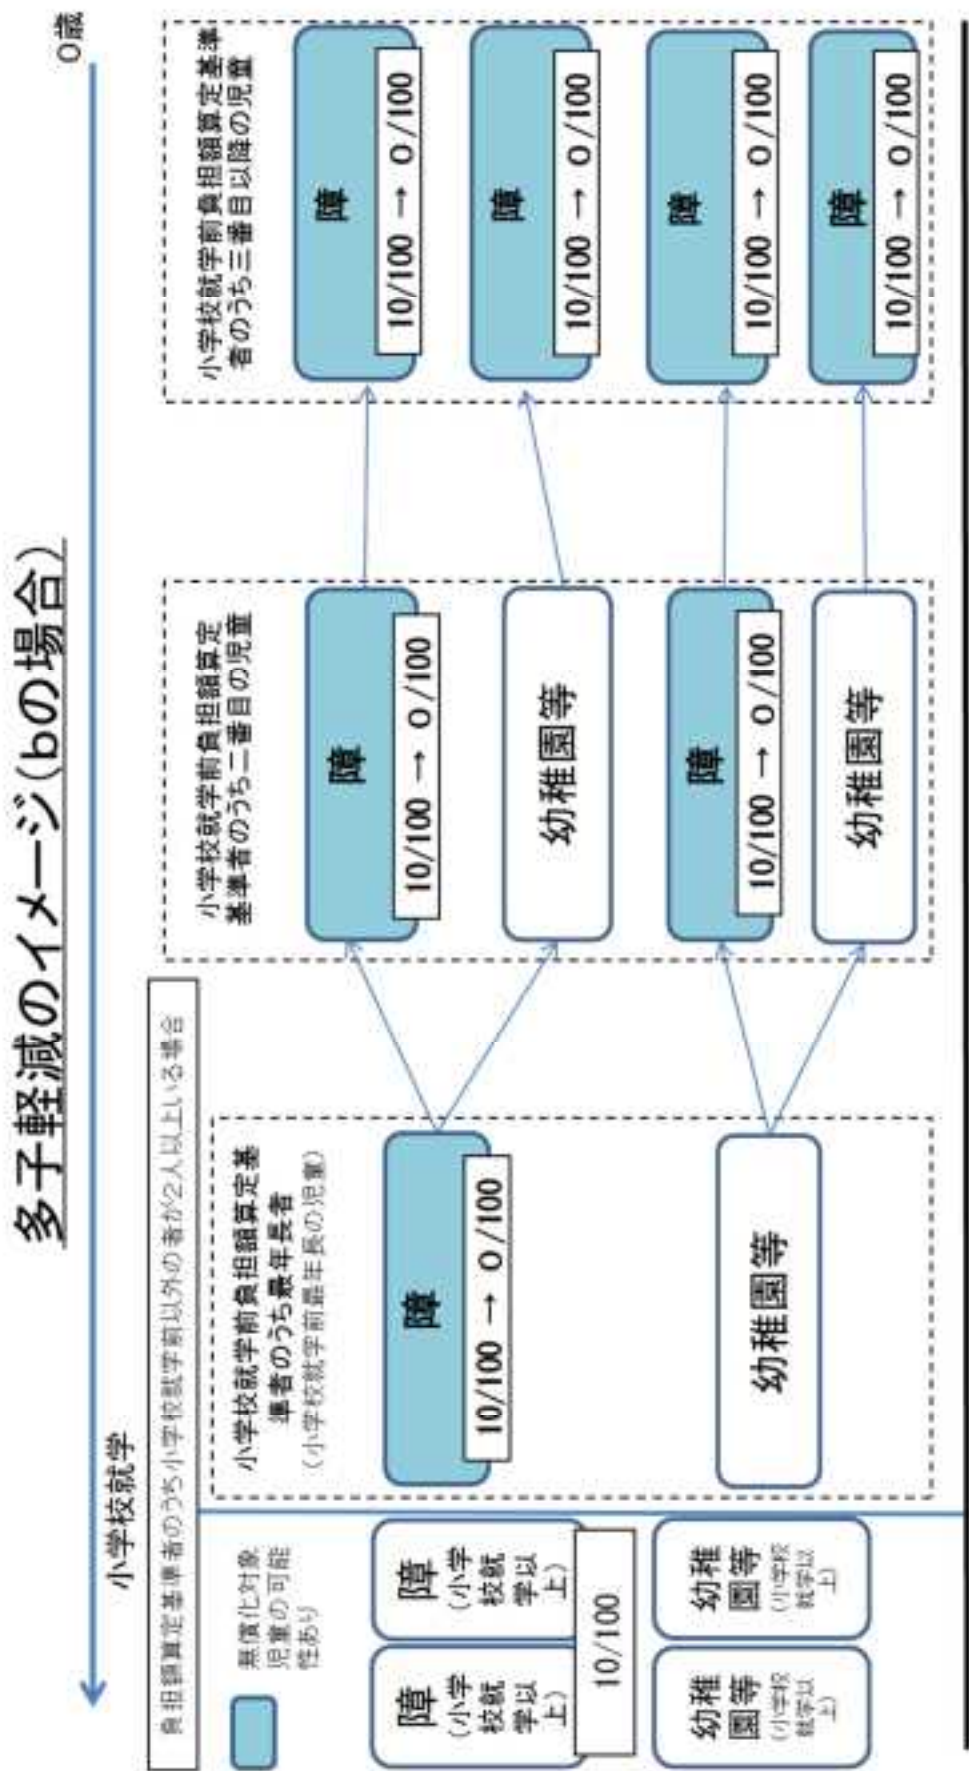 多子軽減のイメージ(bの場合)
小学校就学
0歳
負担額算定基準者のうち小学校就学前以外の者が2人以上いる場合
無償化対象
児童の可能
性あり
障
(小学
校就
学以
上)
障
(小学
校就
学以
上)
10/100
幼稚
園等
(小学校
就学以
上)
幼稚
園等
(小学校
就学以
上)
小学校就学前負担額算定基
準者のうち最年長者
(小学校就学前最年長の児童)
障
10/100 → 0/100
幼稚園等
小学校就学前負担額算定
基準者のうち二番目の児童
障
10/100 → 0/100
幼稚園等
障
10/100 → 0/100
幼稚園等
小学校就学前負担額算定基準
者のうち三番目以降の児童
障
10/100 → 0/100
障
10/100 → 0/100
障
10/100 → 0/100
障
10/100 → 0/100